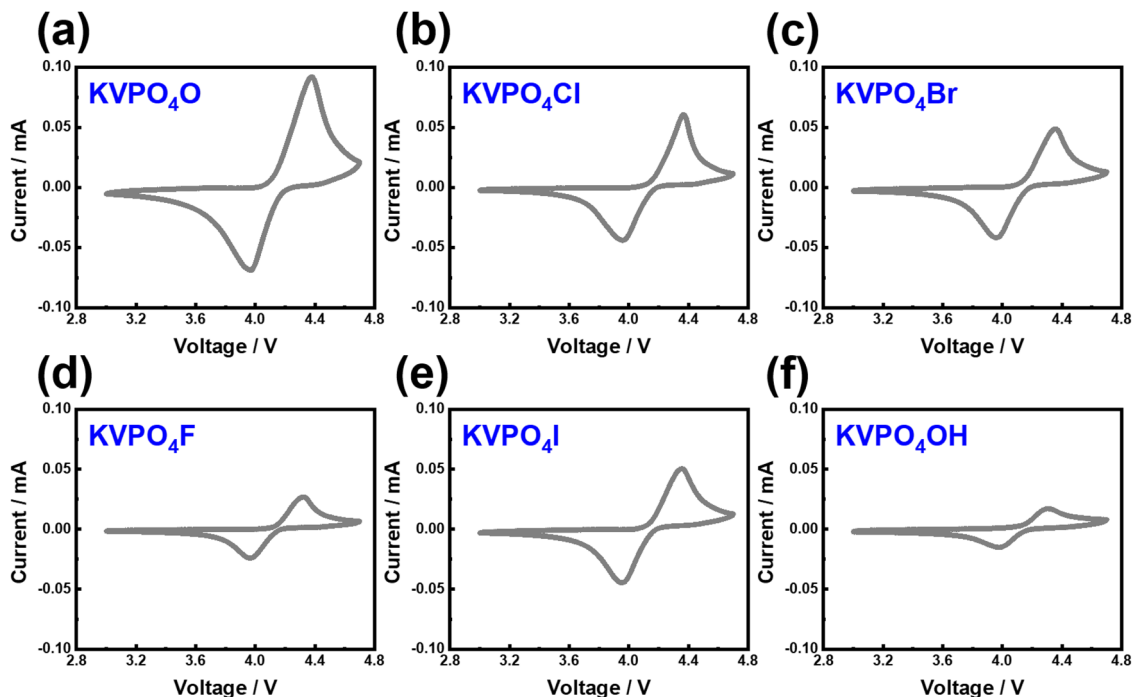 (a)
(b)
(c)
KVPO₄O
KVPO₄Cl
KVPO₄Br
0.10
0.05
0.00
-0.05
-0.10
Current / mA
2.8 3.2 3.6 4.0 4.4 4.8
Voltage / V
0.10
0.05
0.00
-0.05
-0.10
Current / mA
2.8 3.2 3.6 4.0 4.4 4.8
Voltage / V
0.10
0.05
0.00
-0.05
-0.10
Current / mA
2.8 3.2 3.6 4.0 4.4 4.8
Voltage / V
(d)
(e)
(f)
KVPO₄F
KVPO₄I
KVPO₄OH
0.10
0.05
0.00
-0.05
-0.10
Current / mA
2.8 3.2 3.6 4.0 4.4 4.8
Voltage / V
0.10
0.05
0.00
-0.05
-0.10
Current / mA
2.8 3.2 3.6 4.0 4.4 4.8
Voltage / V
0.10
0.05
0.00
-0.05
-0.10
Current / mA
2.8 3.2 3.6 4.0 4.4 4.8
Voltage / V